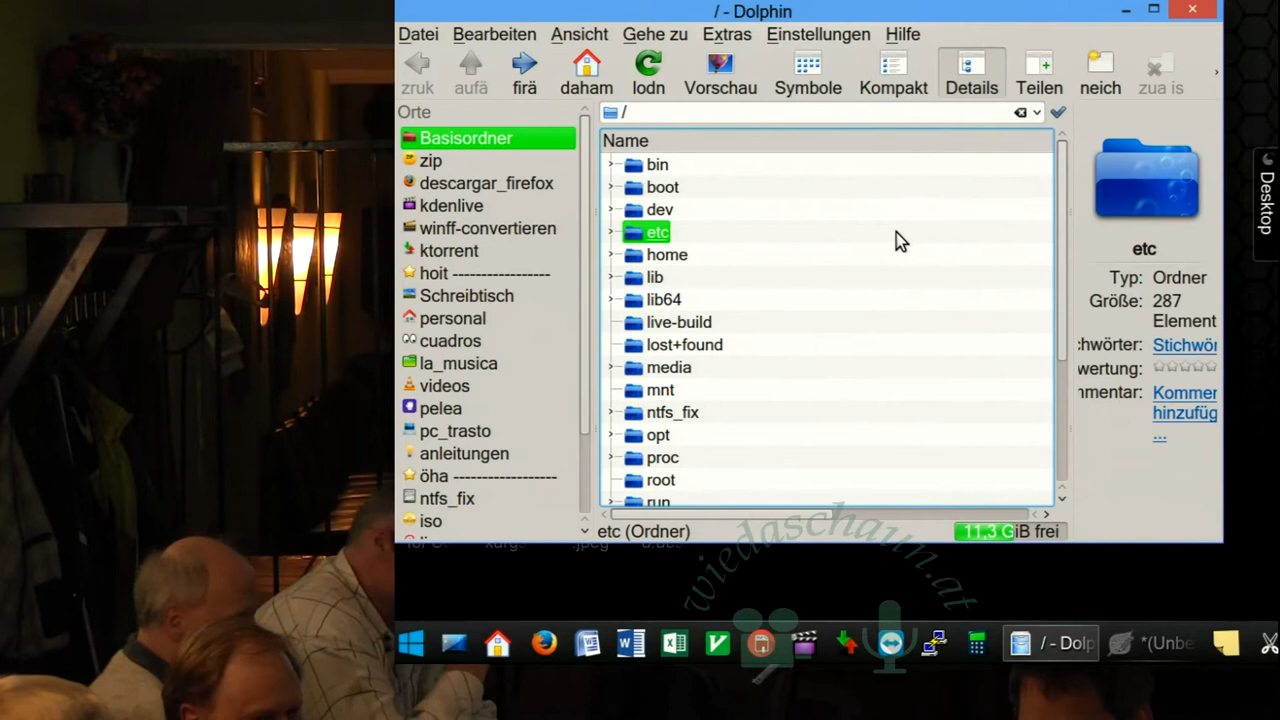 / - Dolphin
Datei Bearbeiten Ansicht Gehe zu Extras Einstellungen Hilfe
zruk aufä firä daham lodn Vorschau Symbole Kompakt Details Teilen neich zua is
Orte
/
Basisordner
zip
descargar_firefox
kdenlive
winff-convertieren
ktorrent
hoit -----------------
Schreibtisch
personal
cuadros
la_musica
videos
pelea
pc_trasto
anleitungen
öha ------------------
ntfs_fix
iso
Name
bin
boot
dev
etc
home
lib
lib64
live-build
lost+found
media
mnt
ntfs_fix
opt
proc
root
run
etc
Typ: Ordner
Größe: 287
Element
chwörter: Stichwör
wertung:
nmentar: Kommer
hinzufüg
...
etc (Ordner)
11,3 GiB frei
Desktop
wiedaschaun.at
/ - Dolp
*(Unbe